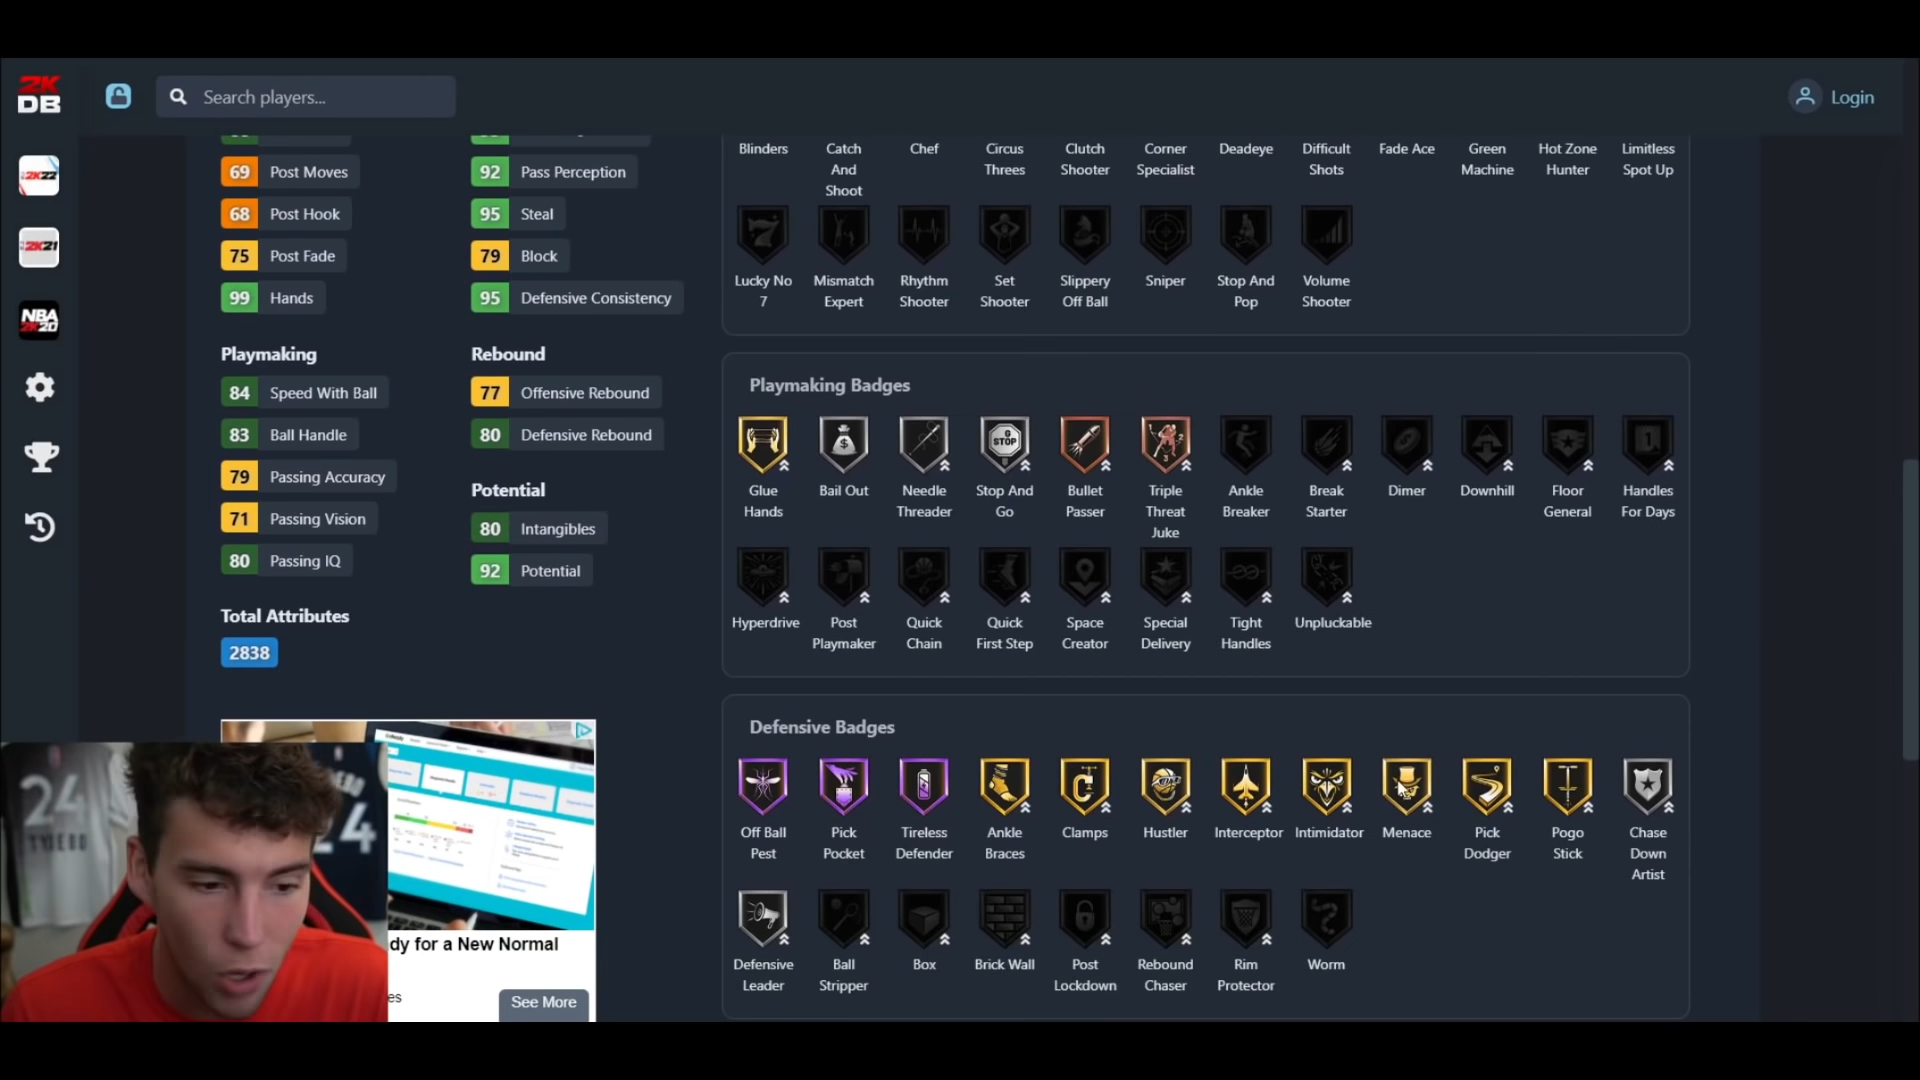 2K
DB
Search players...
Login
2K22
2K21
NBA
2K20
69 Post Moves
68 Post Hook
75 Post Fade
99 Hands
92 Pass Perception
95 Steal
79 Block
95 Defensive Consistency
Playmaking
84 Speed With Ball
83 Ball Handle
79 Passing Accuracy
71 Passing Vision
80 Passing IQ
Rebound
77 Offensive Rebound
80 Defensive Rebound
Potential
80 Intangibles
92 Potential
Total Attributes
2838
Blinders
Catch And Shoot
Chef
Circus Threes
Clutch Shooter
Corner Specialist
Deadeye
Difficult Shots
Fade Ace
Green Machine
Hot Zone Hunter
Limitless Spot Up
Lucky No 7
Mismatch Expert
Rhythm Shooter
Set Shooter
Slippery Off Ball
Sniper
Stop And Pop
Volume Shooter
Playmaking Badges
STOP
Glue Hands
Bail Out
Needle Threader
Stop And Go
Bullet Passer
Triple Threat Juke
Ankle Breaker
Break Starter
Dimer
Downhill
Floor General
Handles For Days
Hyperdrive
Post Playmaker
Quick Chain
Quick First Step
Space Creator
Special Delivery
Tight Handles
Unpluckable
Defensive Badges
Off Ball Pest
Pick Pocket
Tireless Defender
Ankle Braces
Clamps
Hustler
Interceptor
Intimidator
Menace
Pick Dodger
Pogo Stick
Chase Down Artist
Defensive Leader
Ball Stripper
Box
Brick Wall
Post Lockdown
Rebound Chaser
Rim Protector
Worm
24
24
dy for a New Normal
es
See More